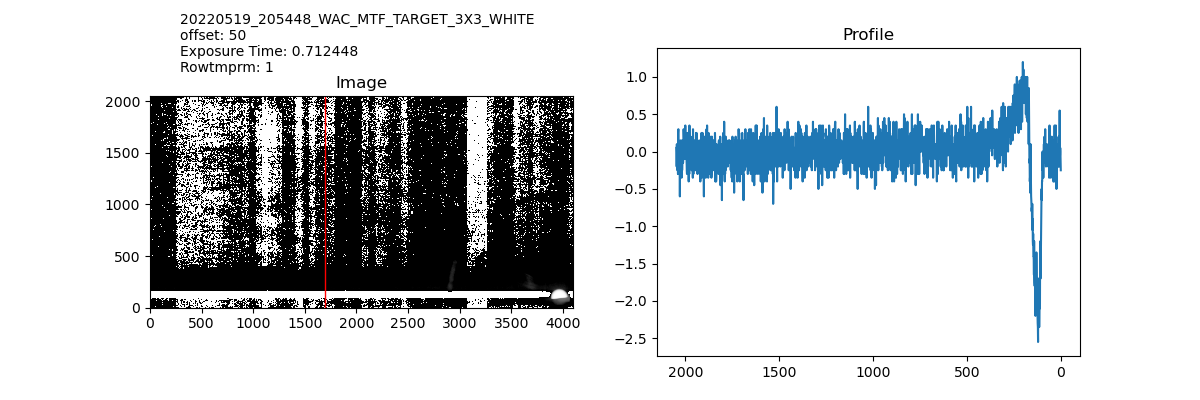 20220519_205448_WAC_MTF_TARGET_3X3_WHITE
offset: 50
Exposure Time: 0.712448
Rowtmprm: 1
Image
2000
1500
1000
500
0
0 500 1000 1500 2000 2500 3000 3500 4000
Profile
1.0
0.5
0.0
−0.5
−1.0
−1.5
−2.0
−2.5
2000 1500 1000 500 0